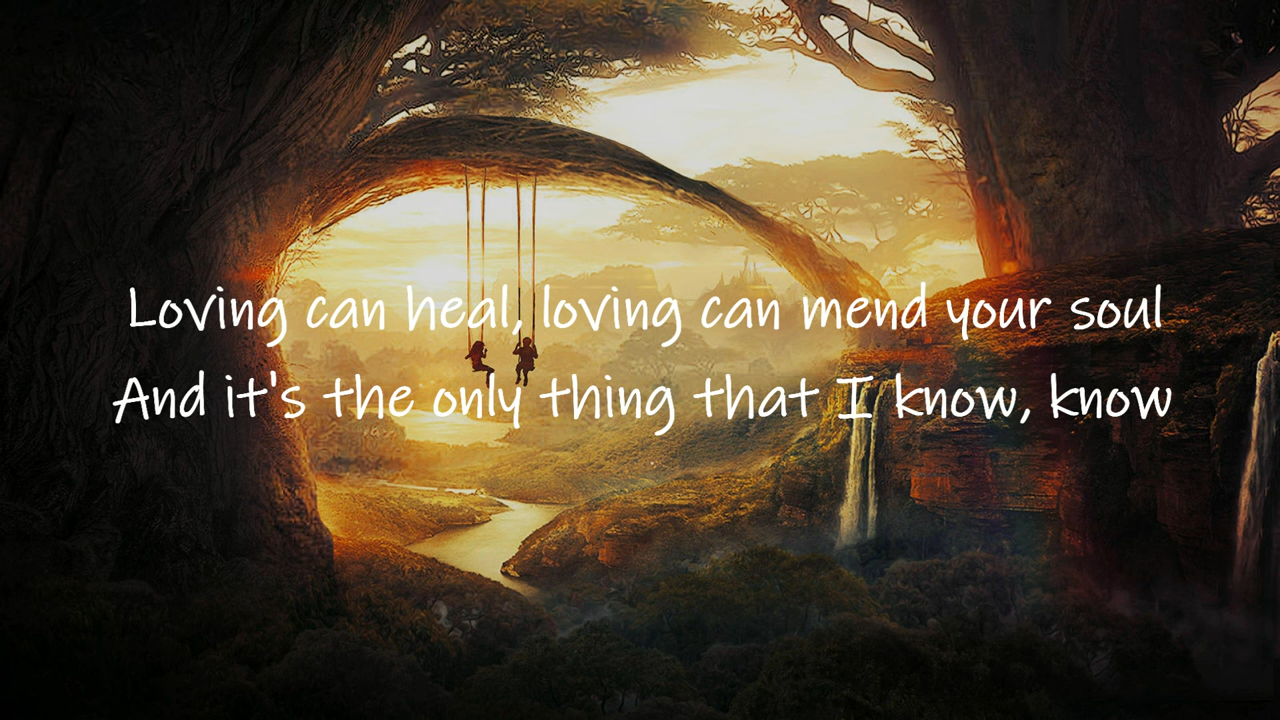 Loving can heal, loving can mend your soul
And it's the only thing that I know, know